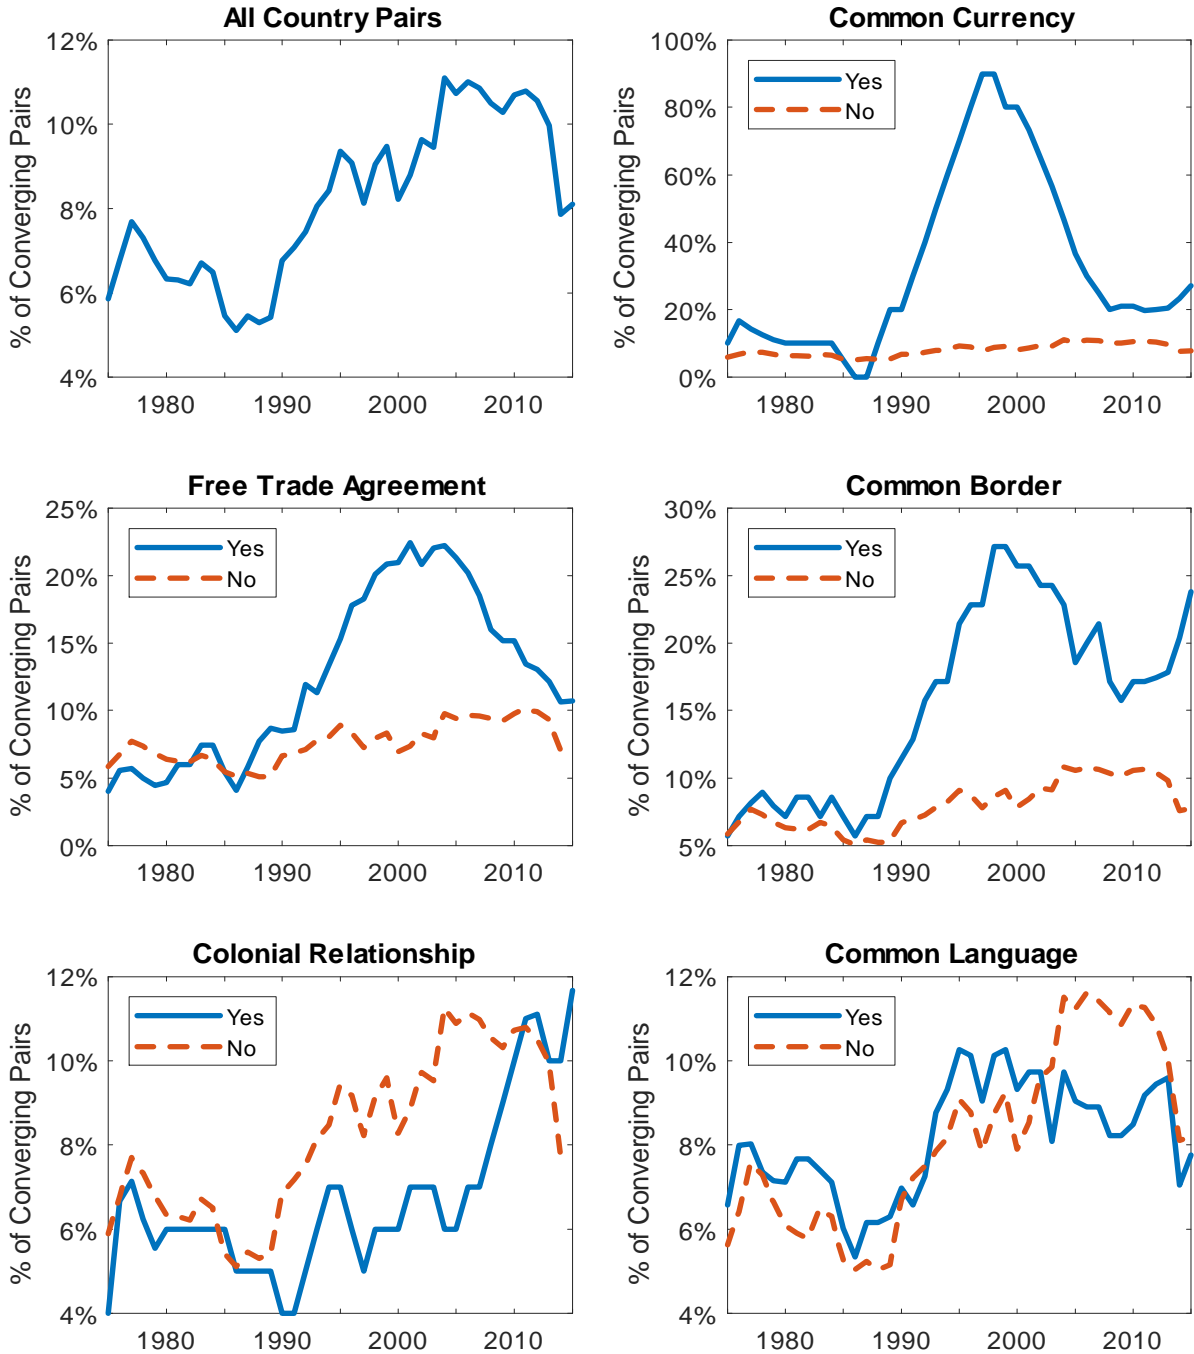 All Country Pairs
12%
10%
8%
6%
4%
% of Converging Pairs
1980 1990 2000 2010
Common Currency
100%
80%
60%
40%
20%
0%
% of Converging Pairs
Yes
No
1980 1990 2000 2010
Free Trade Agreement
25%
20%
15%
10%
5%
0%
% of Converging Pairs
Yes
No
1980 1990 2000 2010
Common Border
30%
25%
20%
15%
10%
5%
% of Converging Pairs
Yes
No
1980 1990 2000 2010
Colonial Relationship
12%
10%
8%
6%
4%
% of Converging Pairs
Yes
No
1980 1990 2000 2010
Common Language
12%
10%
8%
6%
4%
% of Converging Pairs
Yes
No
1980 1990 2000 2010